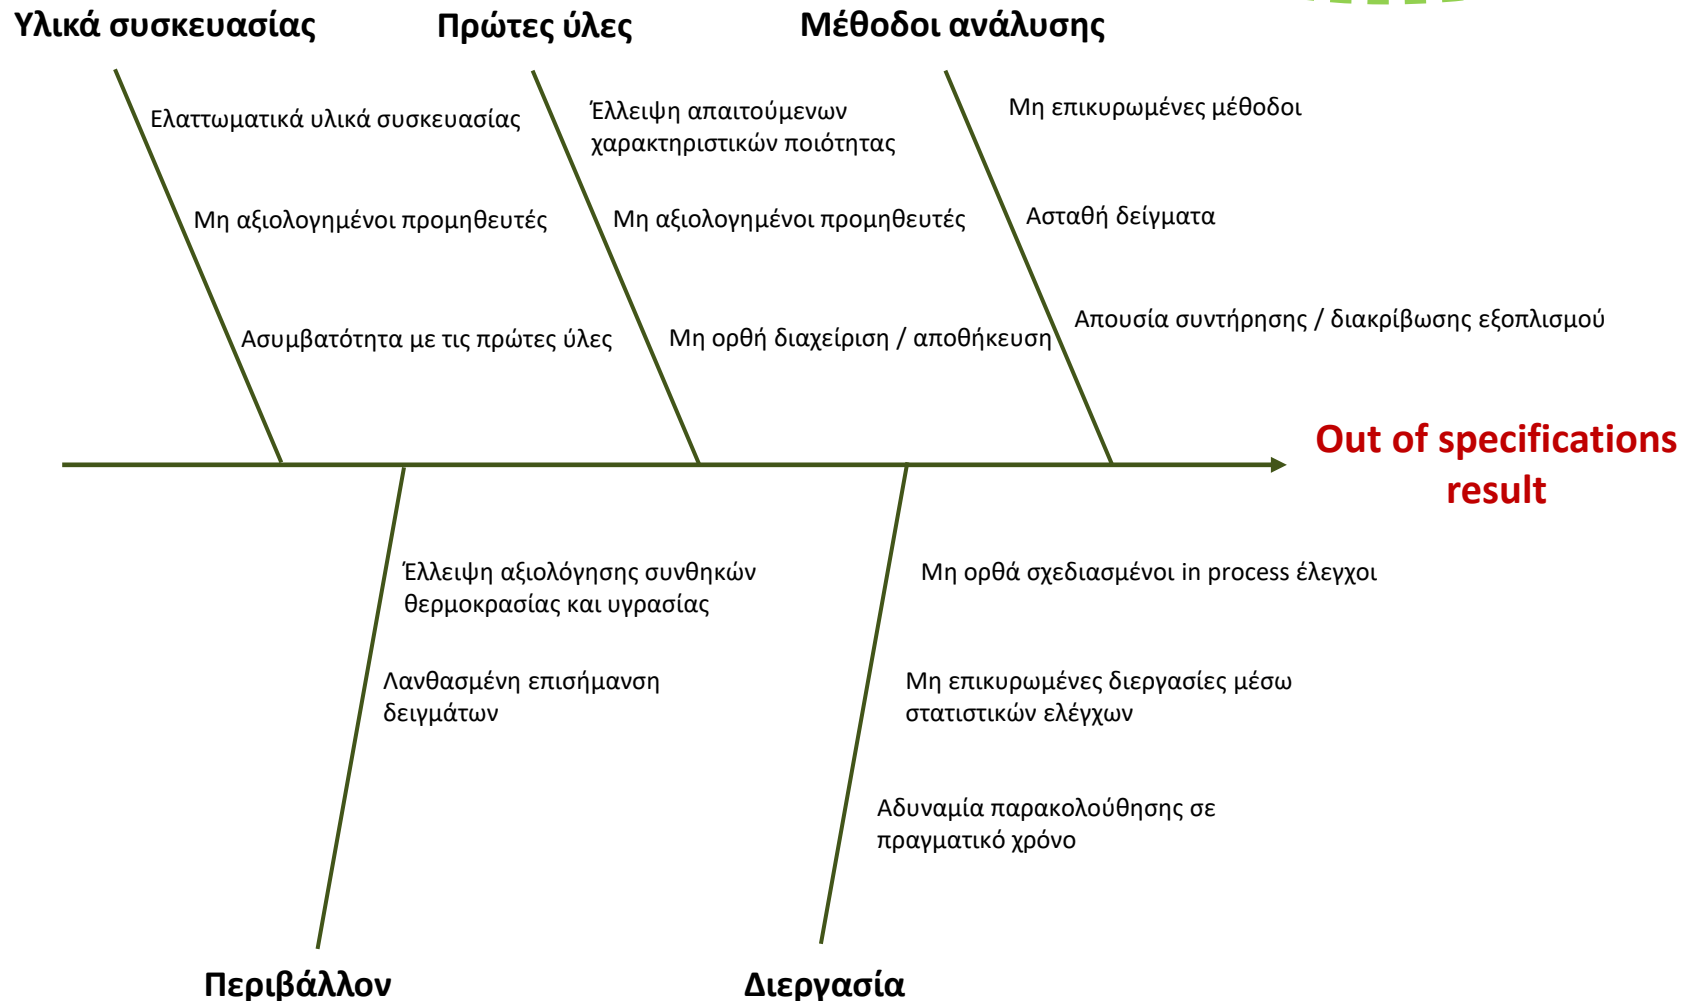 Υλικά συσκευασίας
Πρώτες ύλες
Μέθοδοι ανάλυσης
Ελαττωματικά υλικά συσκευασίας
Έλλειψη απαιτούμενων
χαρακτηριστικών ποιότητας
Μη επικυρωμένες μέθοδοι
Μη αξιολογημένοι προμηθευτές
Μη αξιολογημένοι προμηθευτές
Ασταθή δείγματα
Ασυμβατότητα με τις πρώτες ύλες
Μη ορθή διαχείριση / αποθήκευση
Απουσία συντήρησης / διακρίβωσης εξοπλισμού
Out of specifications
result
Έλλειψη αξιολόγησης συνθηκών
θερμοκρασίας και υγρασίας
Μη ορθά σχεδιασμένοι in process έλεγχοι
Λανθασμένη επισήμανση
δειγμάτων
Μη επικυρωμένες διεργασίες μέσω
στατιστικών ελέγχων
Αδυναμία παρακολούθησης σε
πραγματικό χρόνο
Περιβάλλον
Διεργασία